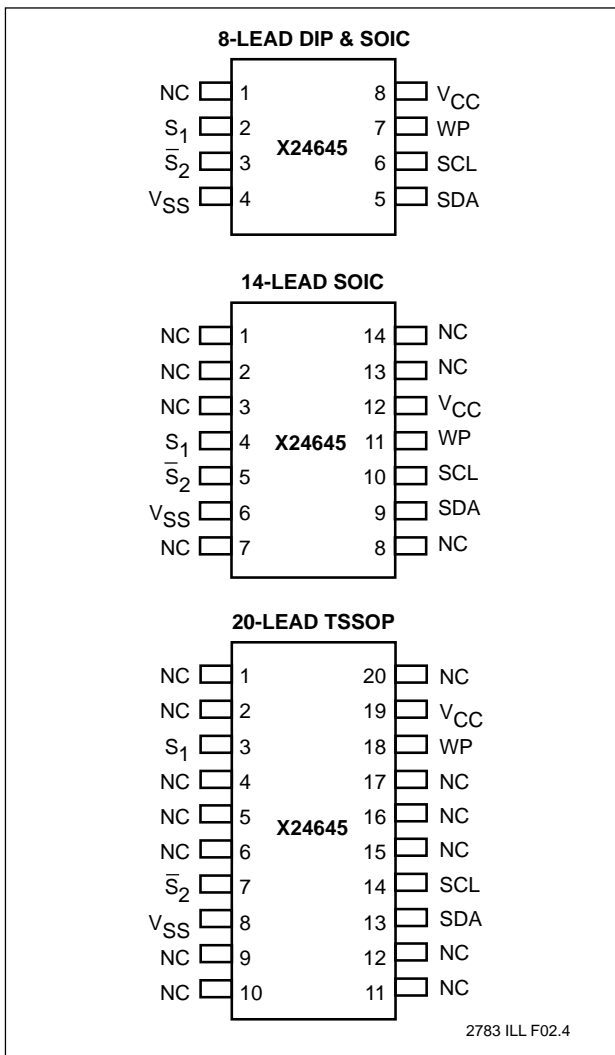 8-LEAD DIP & SOIC
NC 1 8 VCC
S1 2 7 WP
X24645
S̅2 3 6 SCL
VSS 4 5 SDA
14-LEAD SOIC
NC 1 14 NC
NC 2 13 NC
NC 3 12 VCC
S1 4 X24645 11 WP
S̅2 5 10 SCL
VSS 6 9 SDA
NC 7 8 NC
20-LEAD TSSOP
NC 1 20 NC
NC 2 19 VCC
S1 3 18 WP
NC 4 17 NC
NC 5 16 NC
X24645
NC 6 15 NC
S̅2 7 14 SCL
VSS 8 13 SDA
NC 9 12 NC
NC 10 11 NC
2783 ILL F02.4